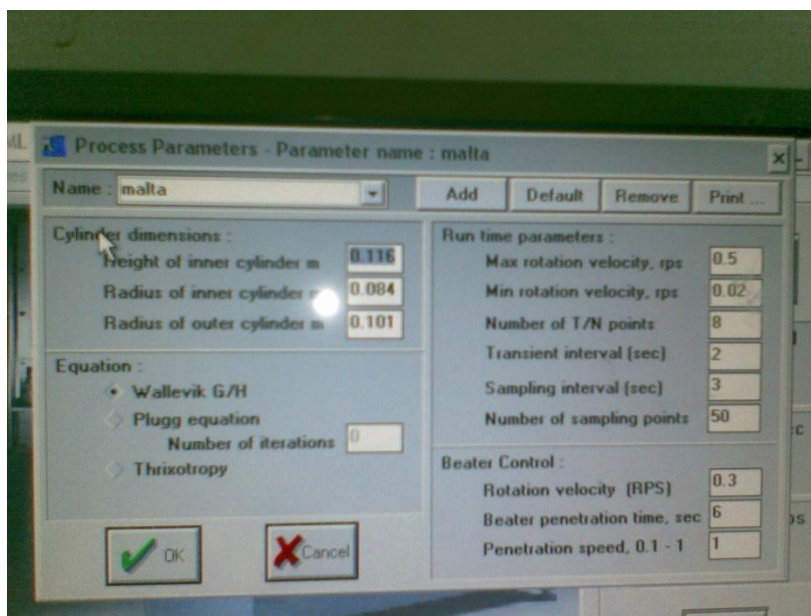 Process Parameters - Parameter name : malta
Name : malta
Add Default Remove Print ...
Cylinder dimensions :
Height of inner cylinder m 0.116
Radius of inner cylinder 0.084
Radius of outer cylinder m 0.101
Equation :
Wallevik G/H
Plugg equation
Number of iterations 0
Thrixotropy
OK
Cancel
Run time parameters :
Max rotation velocity, rps 0.5
Min rotation velocity, rps 0.02
Number of T/N points 8
Transient interval (sec) 2
Sampling interval (sec) 3
Number of sampling points 50
Beater Control :
Rotation velocity (RPS) 0.3
Beater penetration time, sec 6
Penetration speed, 0.1 - 1 1